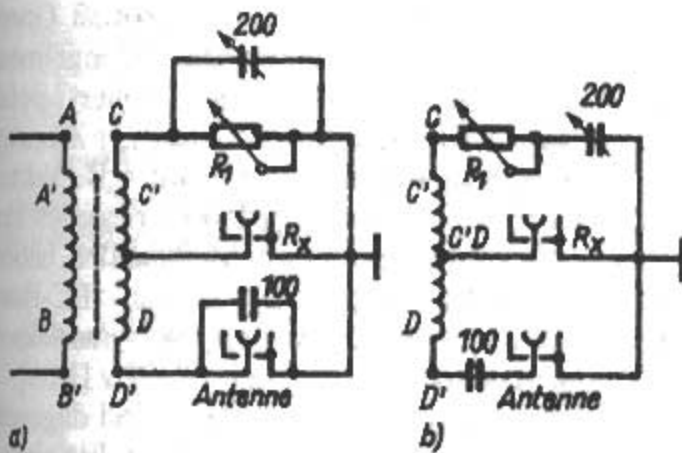 200
A C
R1
A' C'
Rx
100
B D
B' D' Antenne
a)
200
C
R1
C'
C'D Rx
D
100
D' Antenne
b)